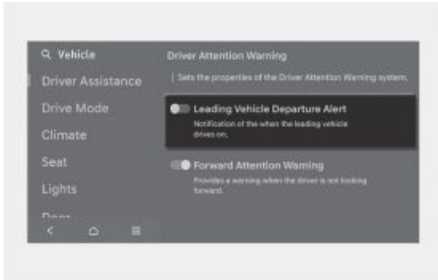 Vehicle
Driver Assistance
Drive Mode
Climate
Seat
Lights
Door
Driver Attention Warning
Sets the properties of the Driver Attention Warning system.
Leading Vehicle Departure Alert
Notification of the when the leading vehicle
drives on.
Forward Attention Warning
Provides a warning when the driver is not looking
forward.